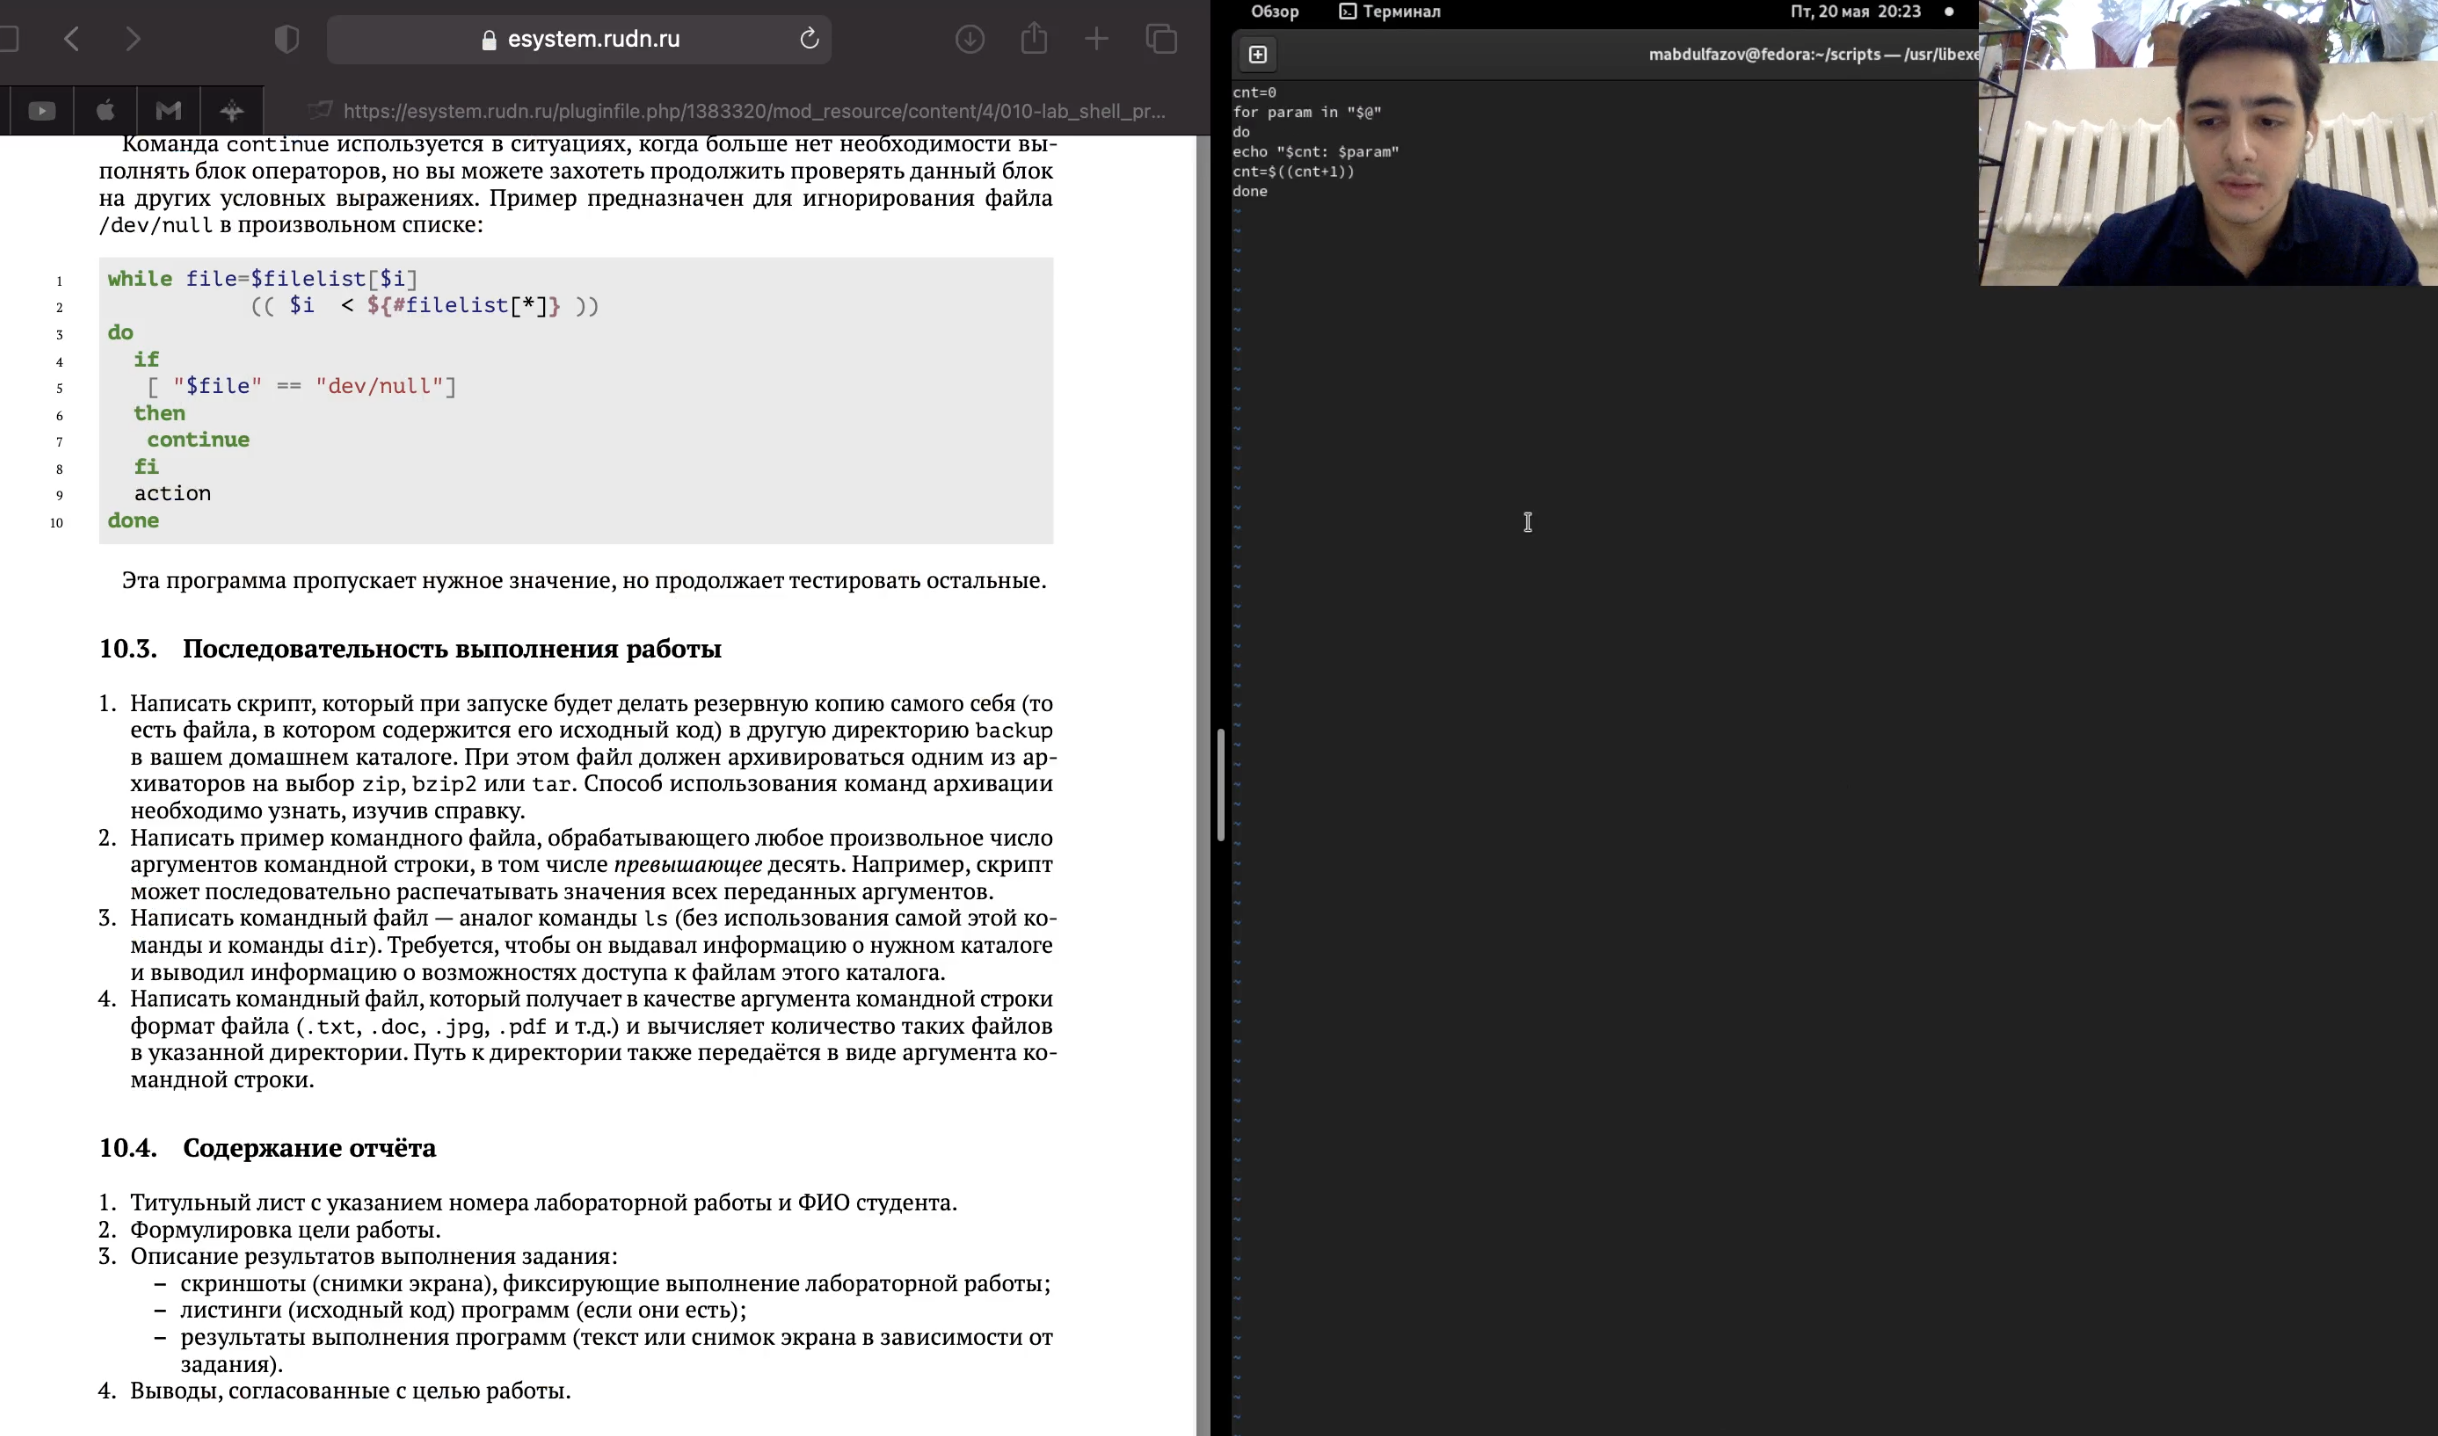 esystem.rudn.ru
https://esystem.rudn.ru/pluginfile.php/1383320/mod_resource/content/4/010-lab_shell_pr...
Команда continue используется в ситуациях, когда больше нет необходимости вы-
полнять блок операторов, но вы можете захотеть продолжить проверять данный блок
на других условных выражениях. Пример предназначен для игнорирования файла
/dev/null в произвольном списке:
1 while file=$filelist[$i]
2 (( $i < ${#filelist[*]} ))
3 do
4 if
5 [ "$file" == "dev/null"]
6 then
7 continue
8 fi
9 action
10 done
Эта программа пропускает нужное значение, но продолжает тестировать остальные.
10.3. Последовательность выполнения работы
1. Написать скрипт, который при запуске будет делать резервную копию самого себя (то
есть файла, в котором содержится его исходный код) в другую директорию backup
в вашем домашнем каталоге. При этом файл должен архивироваться одним из ар-
хиваторов на выбор zip, bzip2 или tar. Способ использования команд архивации
необходимо узнать, изучив справку.
2. Написать пример командного файла, обрабатывающего любое произвольное число
аргументов командной строки, в том числе превышающее десять. Например, скрипт
может последовательно распечатывать значения всех переданных аргументов.
3. Написать командный файл — аналог команды ls (без использования самой этой ко-
манды и команды dir). Требуется, чтобы он выдавал информацию о нужном каталоге
и выводил информацию о возможностях доступа к файлам этого каталога.
4. Написать командный файл, который получает в качестве аргумента командной строки
формат файла (.txt, .doc, .jpg, .pdf и т.д.) и вычисляет количество таких файлов
в указанной директории. Путь к директории также передаётся в виде аргумента ко-
мандной строки.
10.4. Содержание отчёта
1. Титульный лист с указанием номера лабораторной работы и ФИО студента.
2. Формулировка цели работы.
3. Описание результатов выполнения задания:
– скриншоты (снимки экрана), фиксирующие выполнение лабораторной работы;
– листинги (исходный код) программ (если они есть);
– результаты выполнения программ (текст или снимок экрана в зависимости от
задания).
4. Выводы, согласованные с целью работы.
Обзор Терминал Пт, 20 мая 20:23
mabdulfazov@fedora:~/scripts — /usr/libexe
cnt=0
for param in "$@"
do
echo "$cnt: $param"
cnt=$((cnt+1))
done